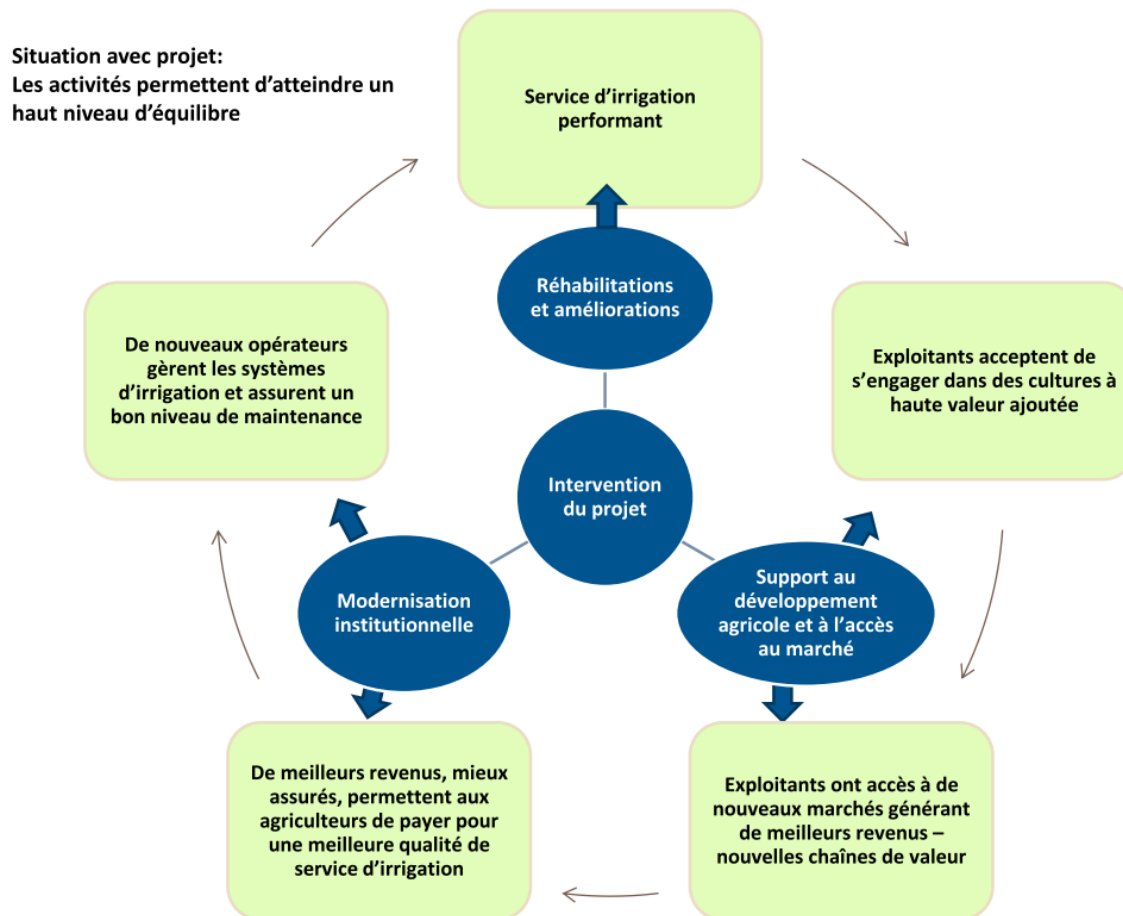 Situation avec projet:
Les activités permettent d'atteindre un
haut niveau d'équilibre
Service d'irrigation
performant
Réhabilitations
et améliorations
De nouveaux opérateurs
gèrent les systèmes
d'irrigation et assurent un
bon niveau de maintenance
Exploitants acceptent de
s'engager dans des cultures à
haute valeur ajoutée
Intervention
du projet
Modernisation
institutionnelle
Support au
développement
agricole et à l'accès
au marché
De meilleurs revenus, mieux
assurés, permettent aux
agriculteurs de payer pour
une meilleure qualité de
service d'irrigation
Exploitants ont accès à de
nouveaux marchés générant
de meilleurs revenus –
nouvelles chaînes de valeur